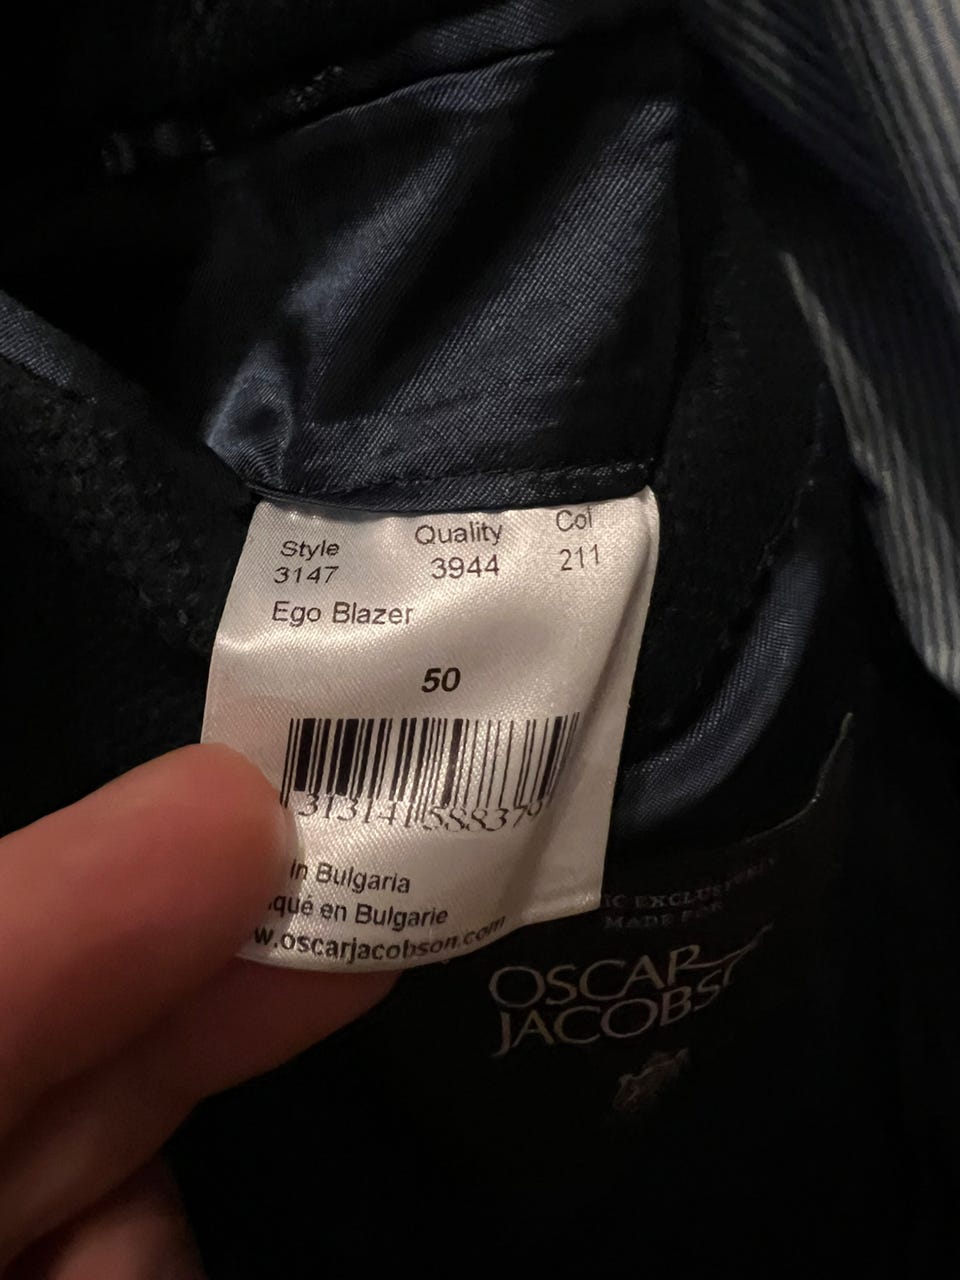 Style Quality Col
3147 3944 211
Ego Blazer
50
in Bulgaria
qué en Bulgarie
w.oscarjacobson.com
MADE FOR
OSCAR
JACOBS